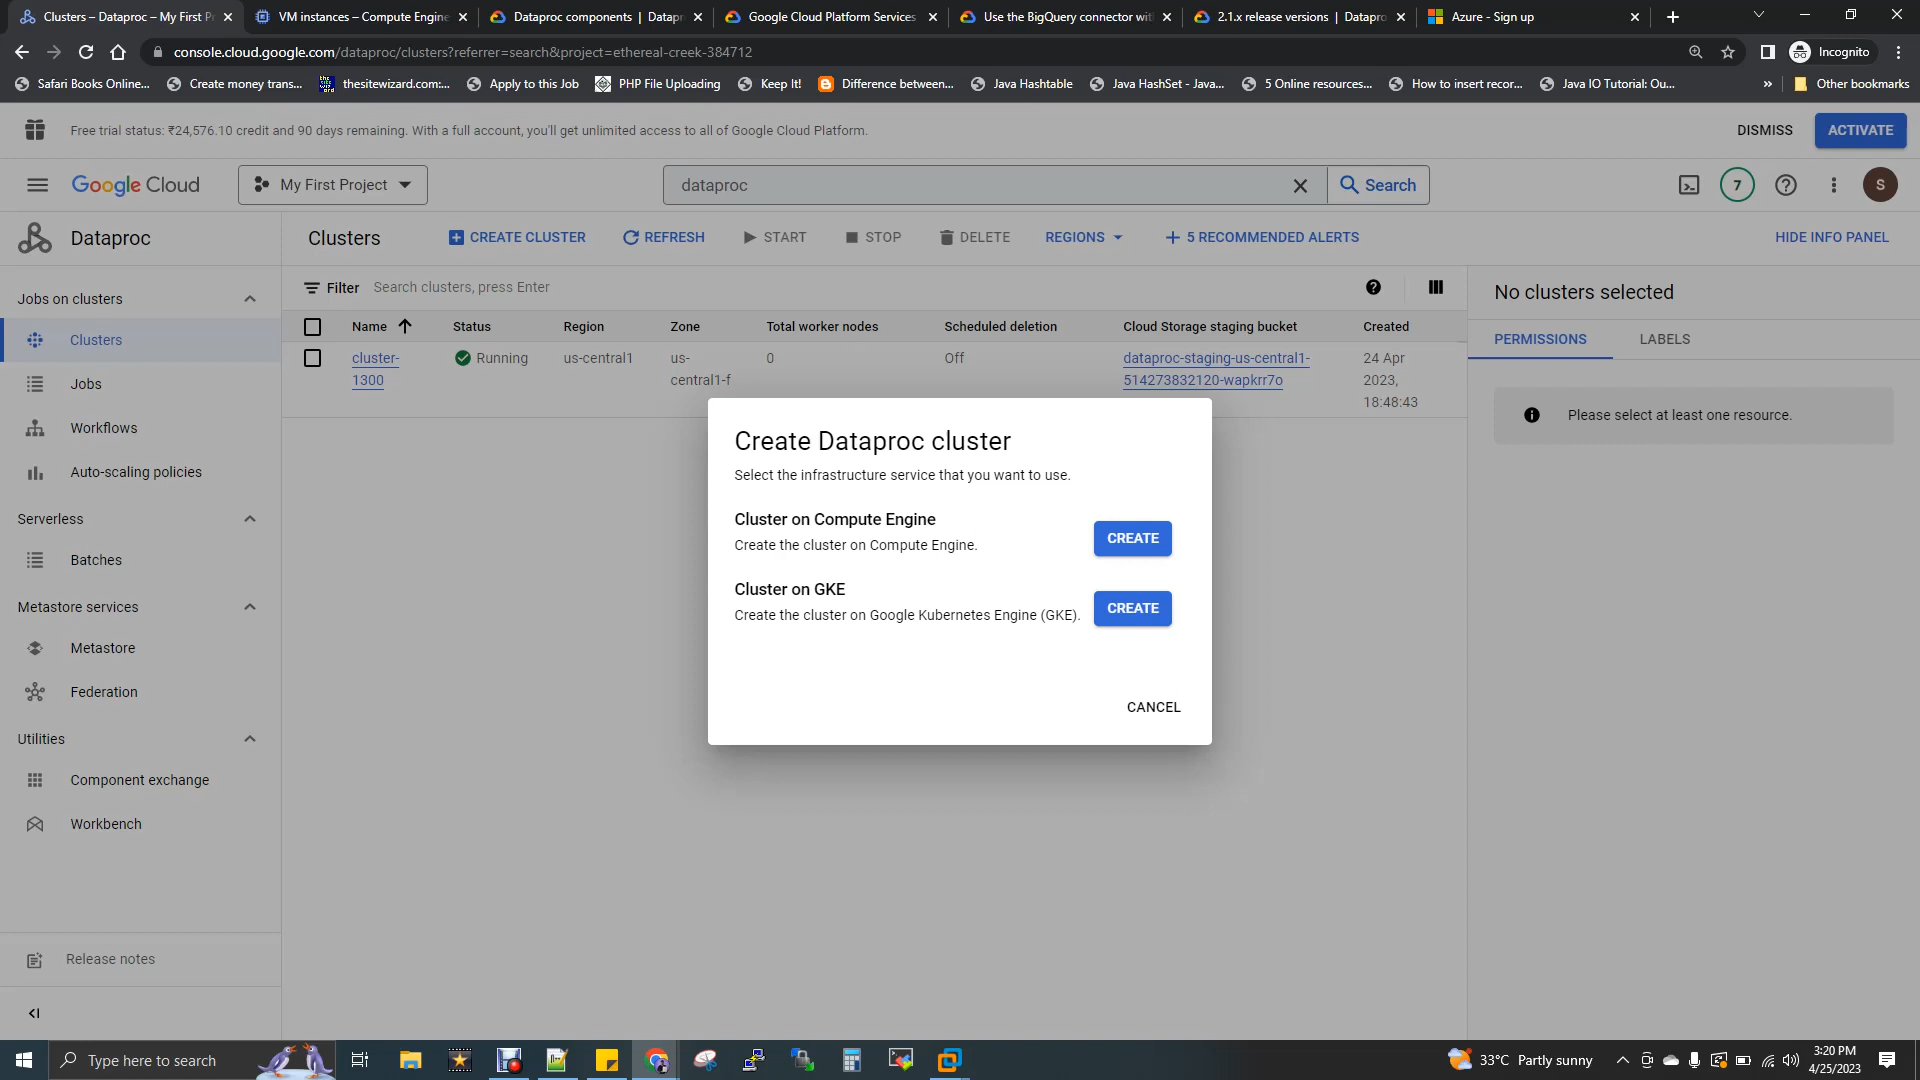 Clusters – Dataproc – My First P
VM instances – Compute Engine
Dataproc components | Datapr
Google Cloud Platform Services
Use the BigQuery connector wit
2.1.x release versions | Datapro
Azure - Sign up
console.cloud.google.com/dataproc/clusters?referrer=search&project=ethereal-creek-384712
Incognito
Safari Books Online...
Create money trans...
thesitewizard.com:...
Apply to this Job
PHP File Uploading
Keep It!
Difference between...
Java Hashtable
Java HashSet - Java...
5 Online resources...
How to insert recor...
Java IO Tutorial: Ou...
»
Other bookmarks
Free trial status: ₹24,576.10 credit and 90 days remaining. With a full account, you'll get unlimited access to all of Google Cloud Platform.
DISMISS
ACTIVATE
Google Cloud
My First Project
dataproc
Search
7
S
Dataproc
Clusters
CREATE CLUSTER
REFRESH
START
STOP
DELETE
REGIONS
5 RECOMMENDED ALERTS
HIDE INFO PANEL
Jobs on clusters
Clusters
Jobs
Workflows
Auto-scaling policies
Serverless
Batches
Metastore services
Metastore
Federation
Utilities
Component exchange
Workbench
Release notes
Filter
Search clusters, press Enter
Name
Status
Region
Zone
Total worker nodes
Scheduled deletion
Cloud Storage staging bucket
Created
cluster-
1300
Running
us-central1
us-
central1-f
0
Off
dataproc-staging-us-central1-
514273832120-wapkrr7o
24 Apr
2023,
18:48:43
No clusters selected
PERMISSIONS
LABELS
Please select at least one resource.
Create Dataproc cluster
Select the infrastructure service that you want to use.
Cluster on Compute Engine
Create the cluster on Compute Engine.
CREATE
Cluster on GKE
Create the cluster on Google Kubernetes Engine (GKE).
CREATE
CANCEL
Type here to search
33°C Partly sunny
3:20 PM
4/25/2023